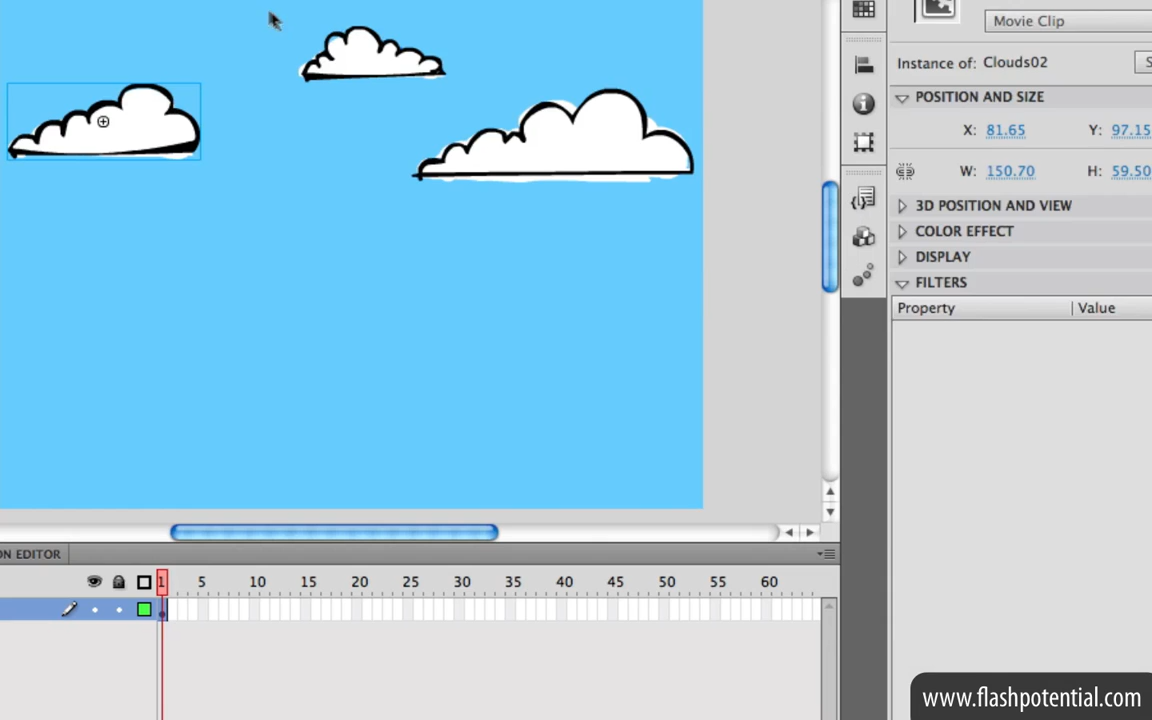 Movie Clip
Instance of: Clouds02
S
POSITION AND SIZE
X: 81.65 Y: 97.15
W: 150.70 H: 59.50
3D POSITION AND VIEW
COLOR EFFECT
DISPLAY
FILTERS
Property Value
ON EDITOR
1 5 10 15 20 25 30 35 40 45 50 55 60
www.flashpotential.com